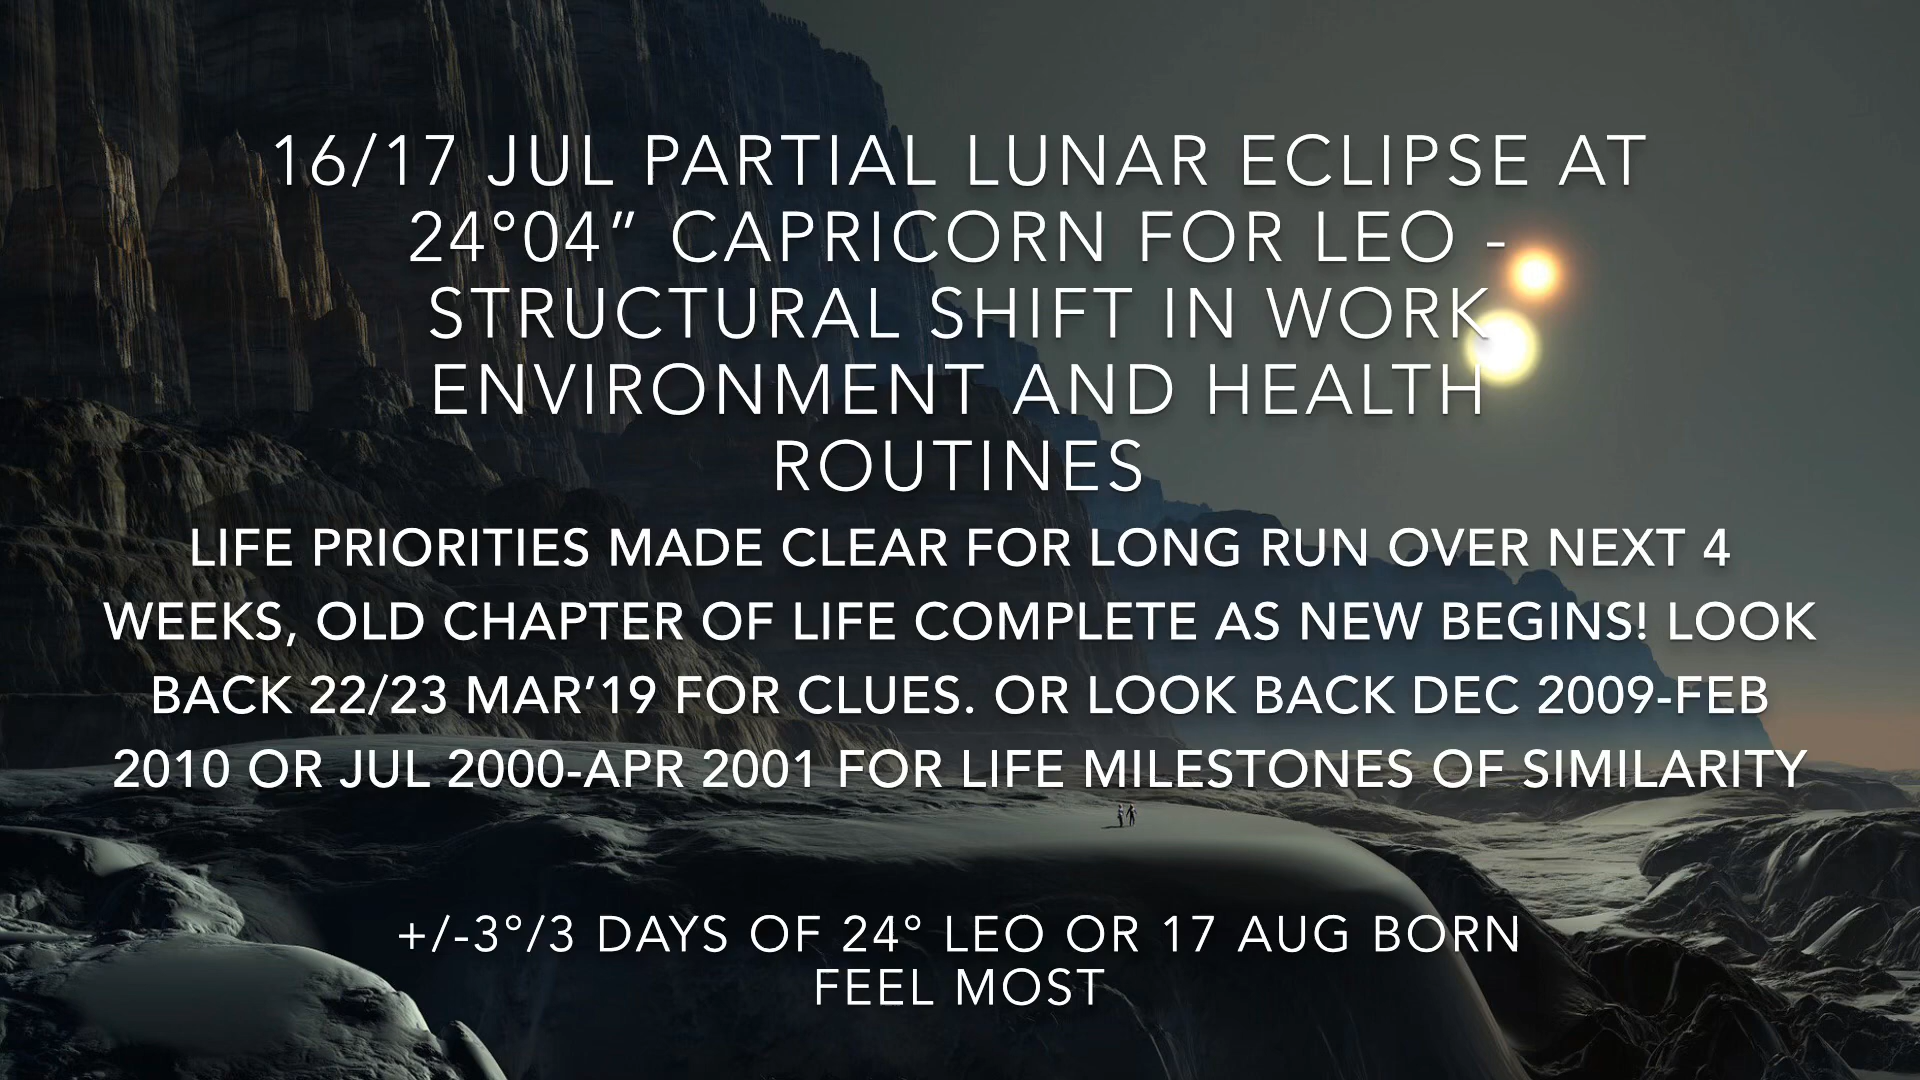 16/17 JUL PARTIAL LUNAR ECLIPSE AT
24°04” CAPRICORN FOR LEO -
STRUCTURAL SHIFT IN WORK
ENVIRONMENT AND HEALTH
ROUTINES
LIFE PRIORITIES MADE CLEAR FOR LONG RUN OVER NEXT 4
WEEKS, OLD CHAPTER OF LIFE COMPLETE AS NEW BEGINS! LOOK
BACK 22/23 MAR’19 FOR CLUES. OR LOOK BACK DEC 2009-FEB
2010 OR JUL 2000-APR 2001 FOR LIFE MILESTONES OF SIMILARITY
+/-3°/3 DAYS OF 24° LEO OR 17 AUG BORN
FEEL MOST